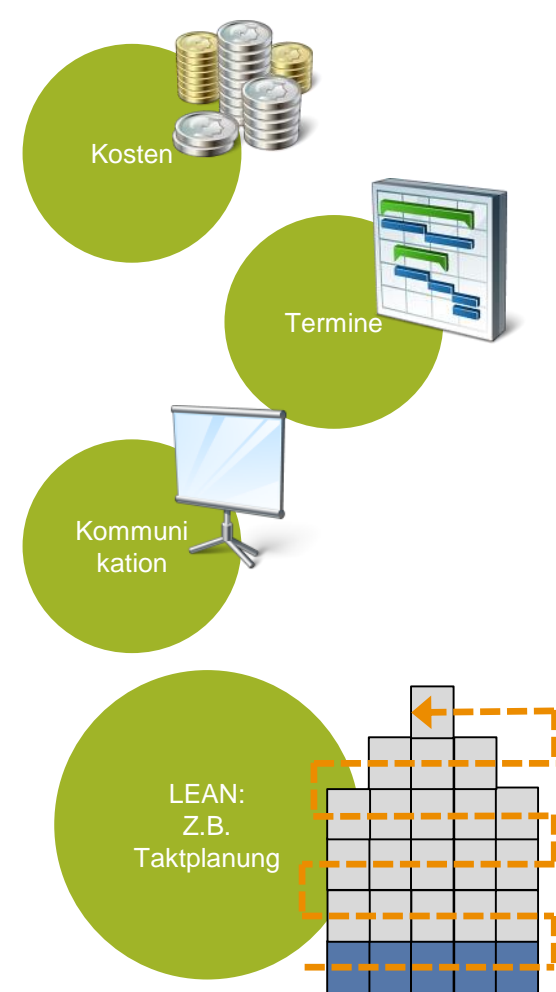 Kosten
Termine
Kommuni
kation
LEAN:
Z.B.
Taktplanung